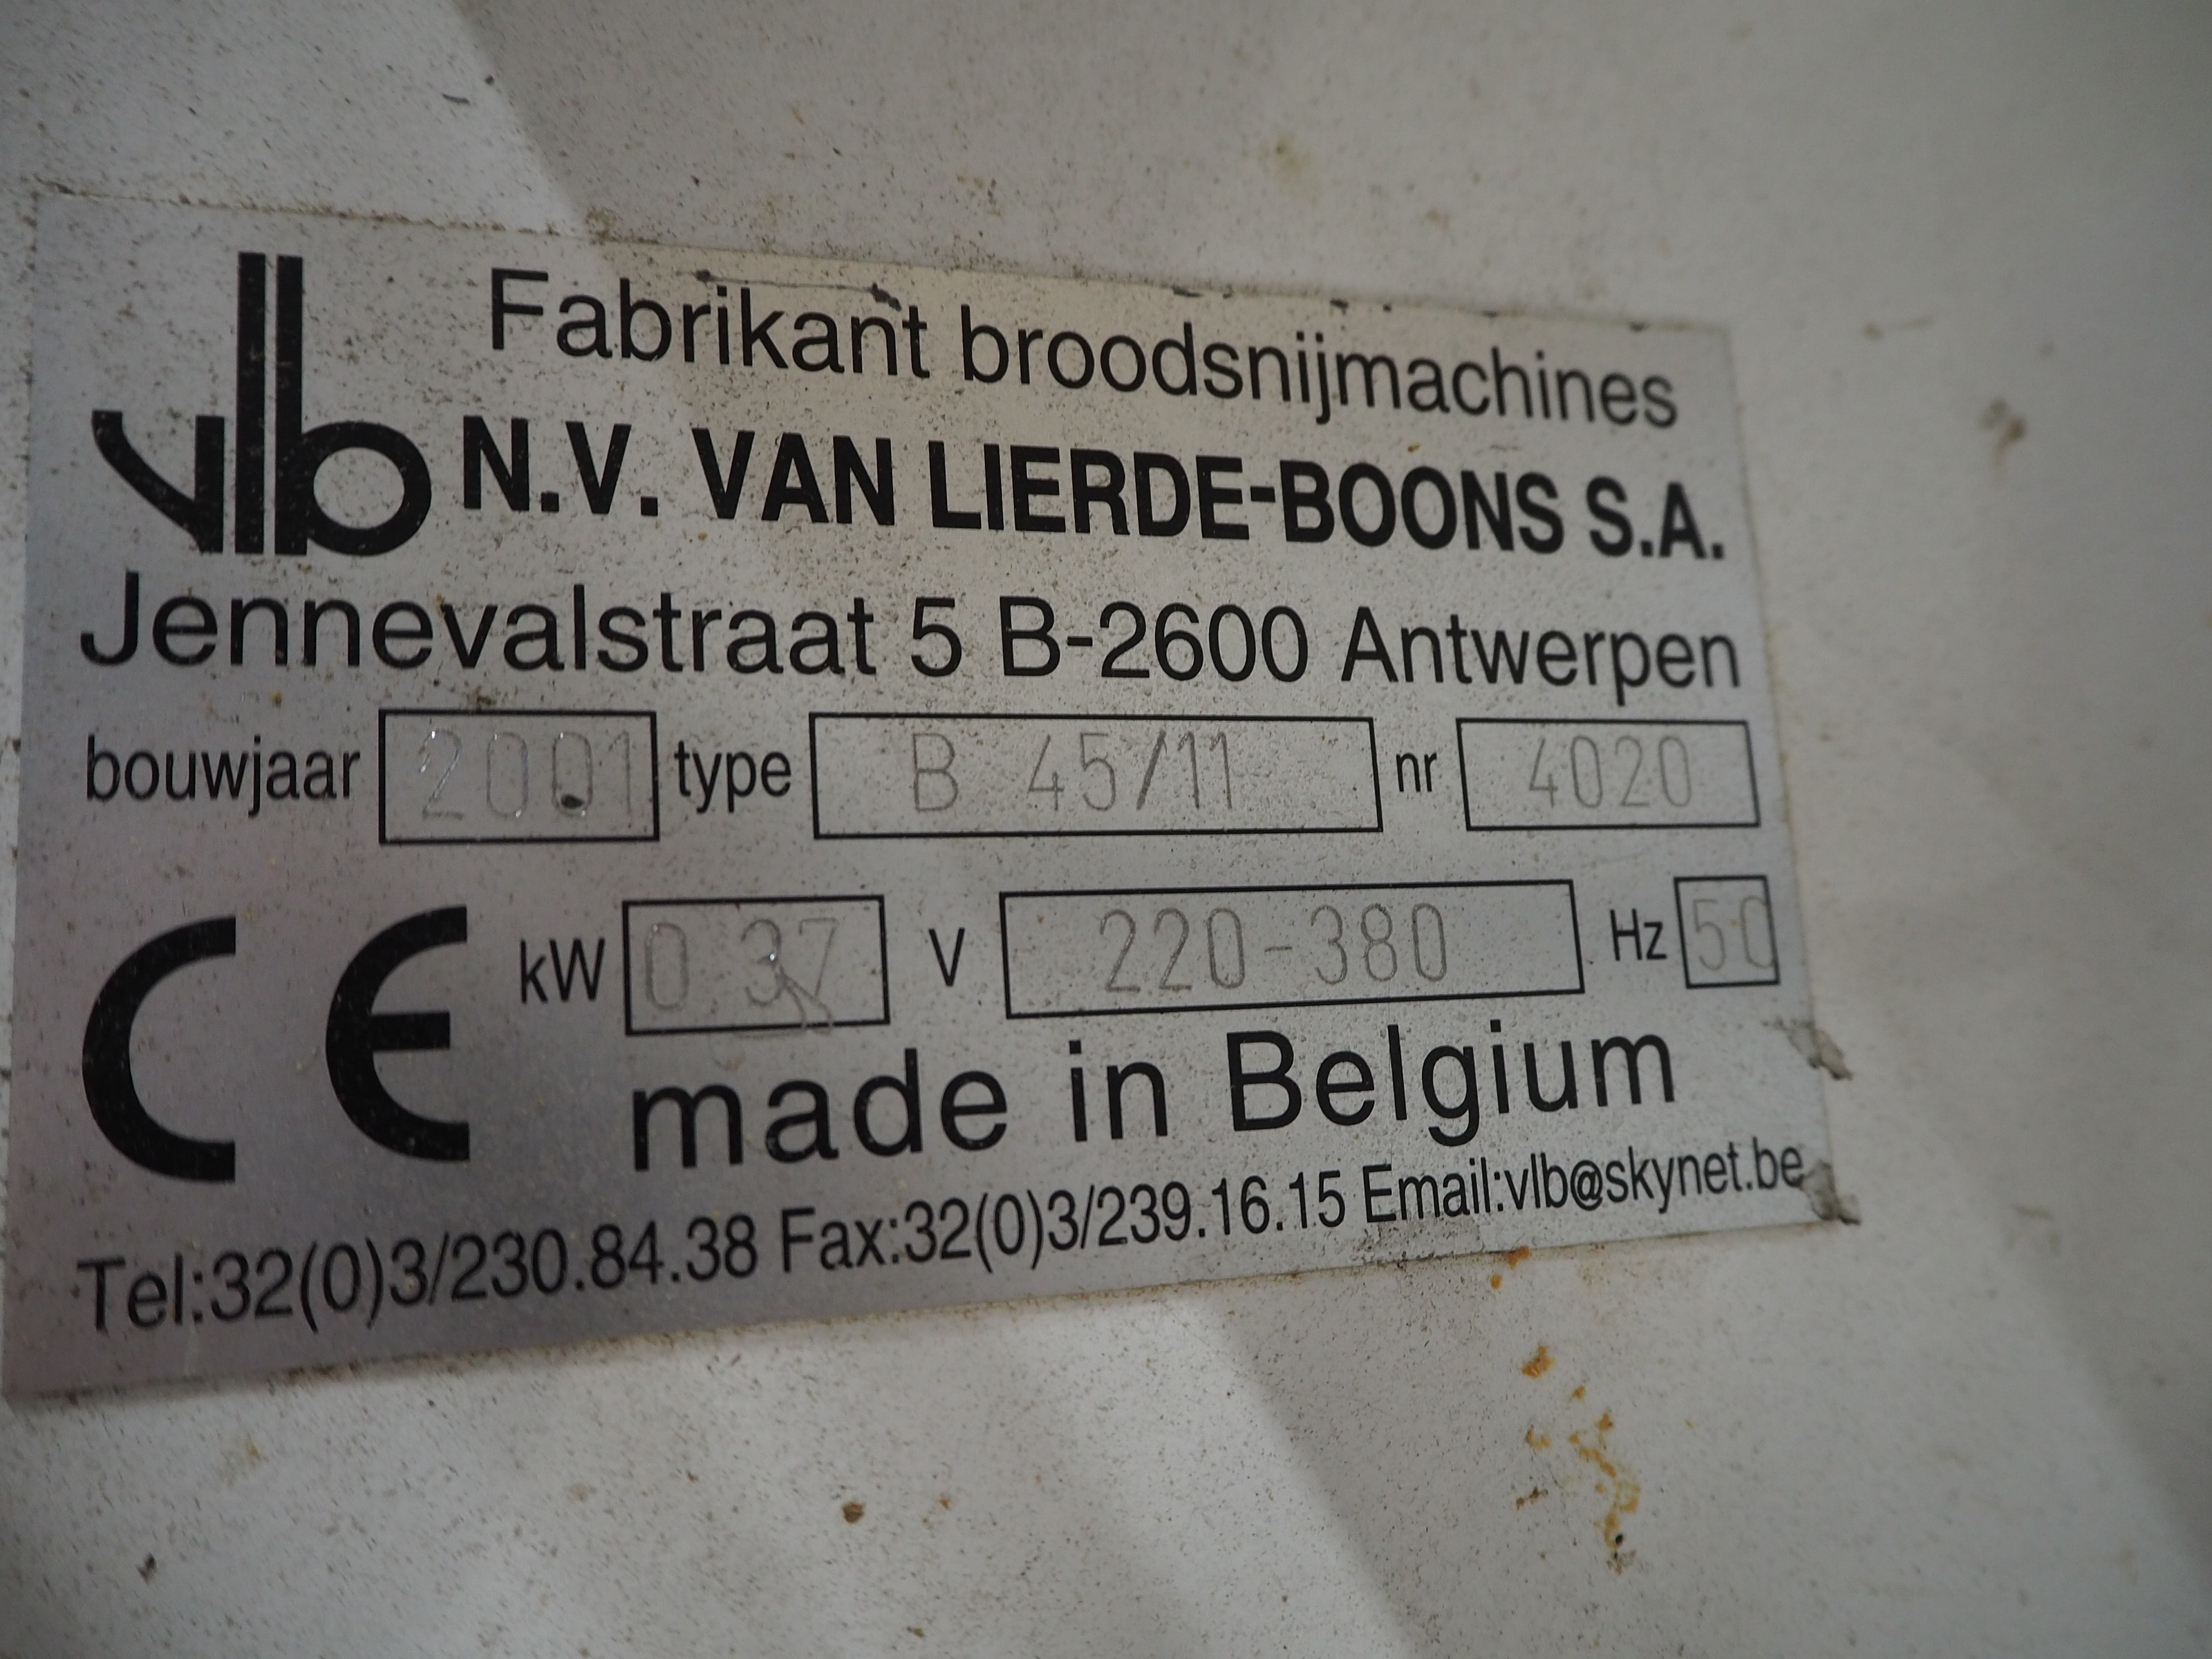 vlb
Fabrikant broodsnijmachines
N.V. VAN LIERDE-BOONS S.A.
Jennevalstraat 5 B-2600 Antwerpen
bouwjaar 2001 type B 45/11 nr 4020
CE kW 0.37 V 220-380 Hz 50
made in Belgium
Tel:32(0)3/230.84.38 Fax:32(0)3/239.16.15 Email:vlb@skynet.be